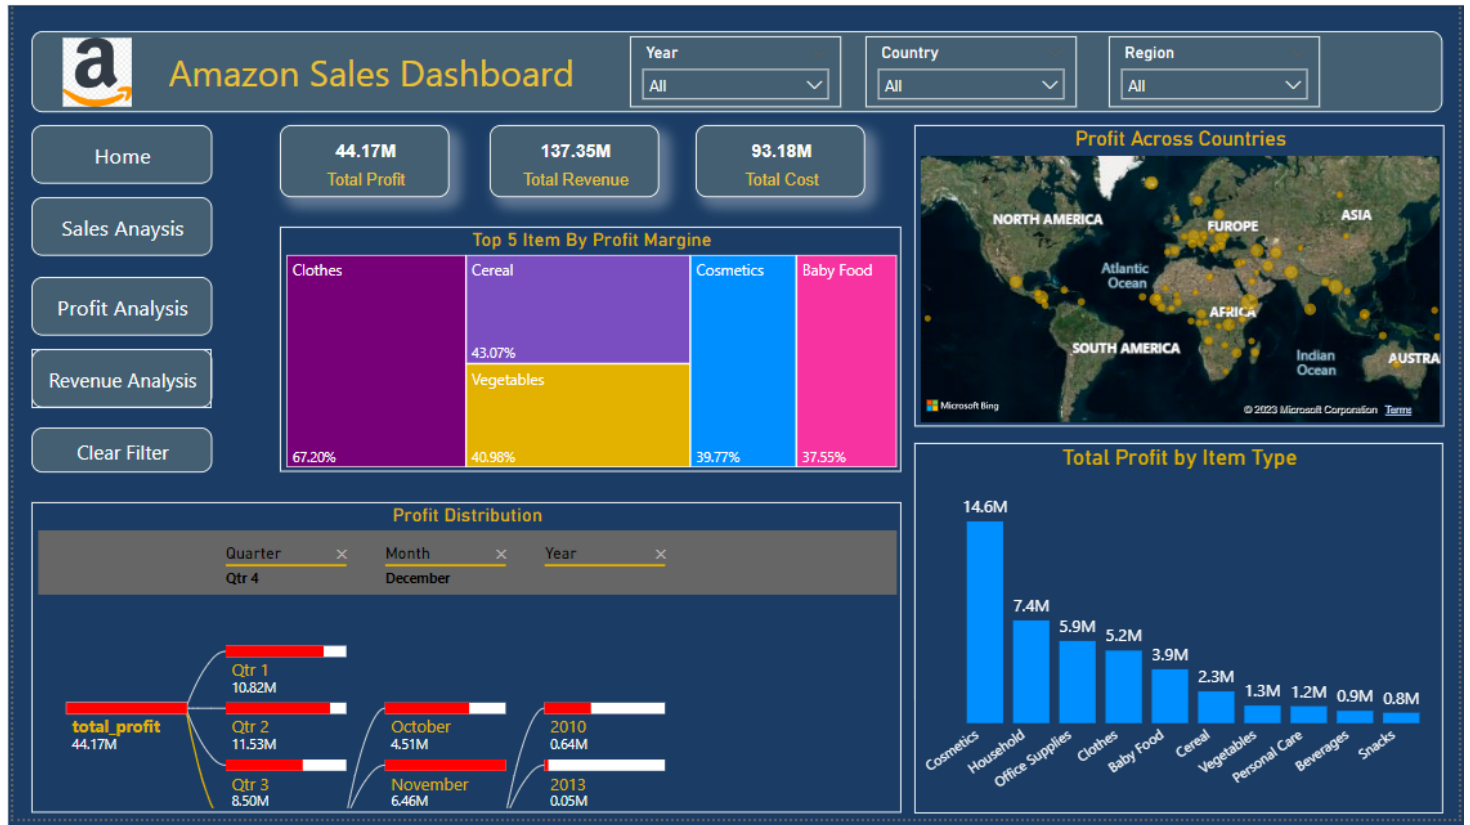 a
Amazon Sales Dashboard
Year
All
Country
All
Region
All
Home
Sales Anaysis
Profit Analysis
Revenue Analysis
Clear Filter
44.17M
Total Profit
137.35M
Total Revenue
93.18M
Total Cost
Top 5 Item By Profit Margine
Clothes
67.20%
Cereal
43.07%
Vegetables
40.98%
Cosmetics
39.77%
Baby Food
37.55%
Profit Across Countries
NORTH AMERICA
EUROPE
ASIA
Atlantic
Ocean
AFRICA
SOUTH AMERICA
Indian
Ocean
AUSTRA
Microsoft Bing
© 2023 Microsoft Corporation Terms
Profit Distribution
Quarter
Qtr 4
Month
December
Year
total_profit
44.17M
Qtr 1
10.82M
Qtr 2
11.53M
Qtr 3
8.50M
October
4.51M
November
6.46M
2010
0.64M
2013
0.05M
Total Profit by Item Type
14.6M
7.4M
5.9M
5.2M
3.9M
2.3M
1.3M
1.2M
0.9M
0.8M
Cosmetics
Household
Office Supplies
Clothes
Baby Food
Cereal
Vegetables
Personal Care
Beverages
Snacks